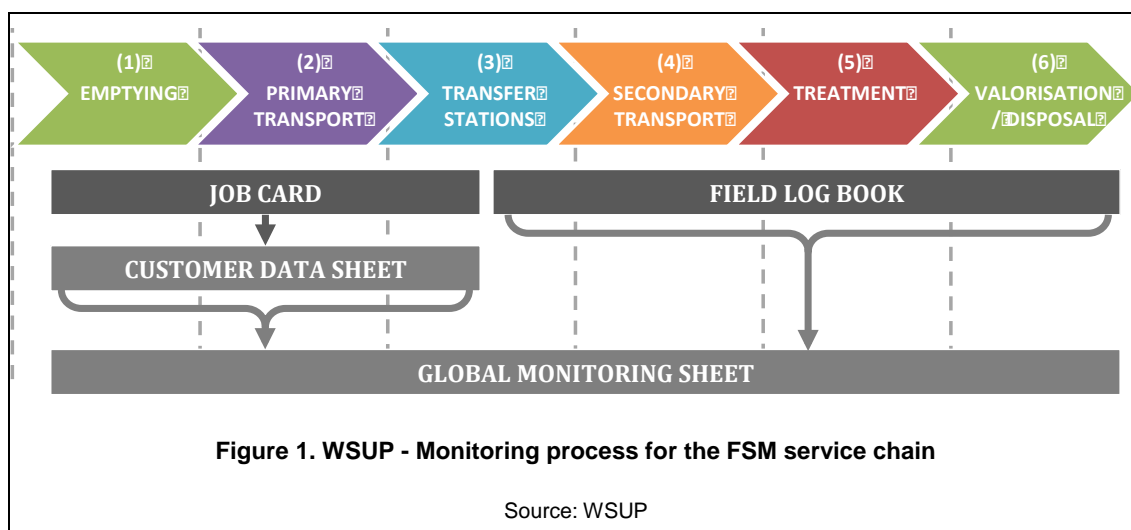 (1)
EMPTYING
(2)
PRIMARY
TRANSPORT
(3)
TRANSFER
STATIONS
(4)
SECONDARY
TRANSPORT
(5)
TREATMENT
(6)
VALORISATION
/ DISPOSAL
JOB CARD
FIELD LOG BOOK
CUSTOMER DATA SHEET
GLOBAL MONITORING SHEET
Figure 1. WSUP - Monitoring process for the FSM service chain
Source: WSUP